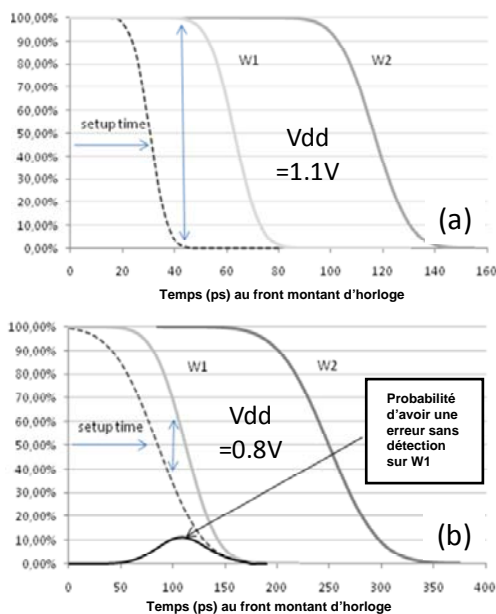 100,00%
90,00%
80,00%
70,00%
60,00%
50,00%
40,00%
30,00%
20,00%
10,00%
0,00%
W1
W2
setup time
Vdd
=1.1V
(a)
0
20
40
60
80
100
120
140
160
Temps (ps) au front montant d'horloge
100,00%
90,00%
80,00%
70,00%
60,00%
50,00%
40,00%
30,00%
20,00%
10,00%
0,00%
W1
W2
setup time
Vdd
=0.8V
Probabilité
d'avoir une
erreur sans
détection
sur W1
(b)
0
50
100
150
200
250
300
350
400
Temps (ps) au front montant d'horloge